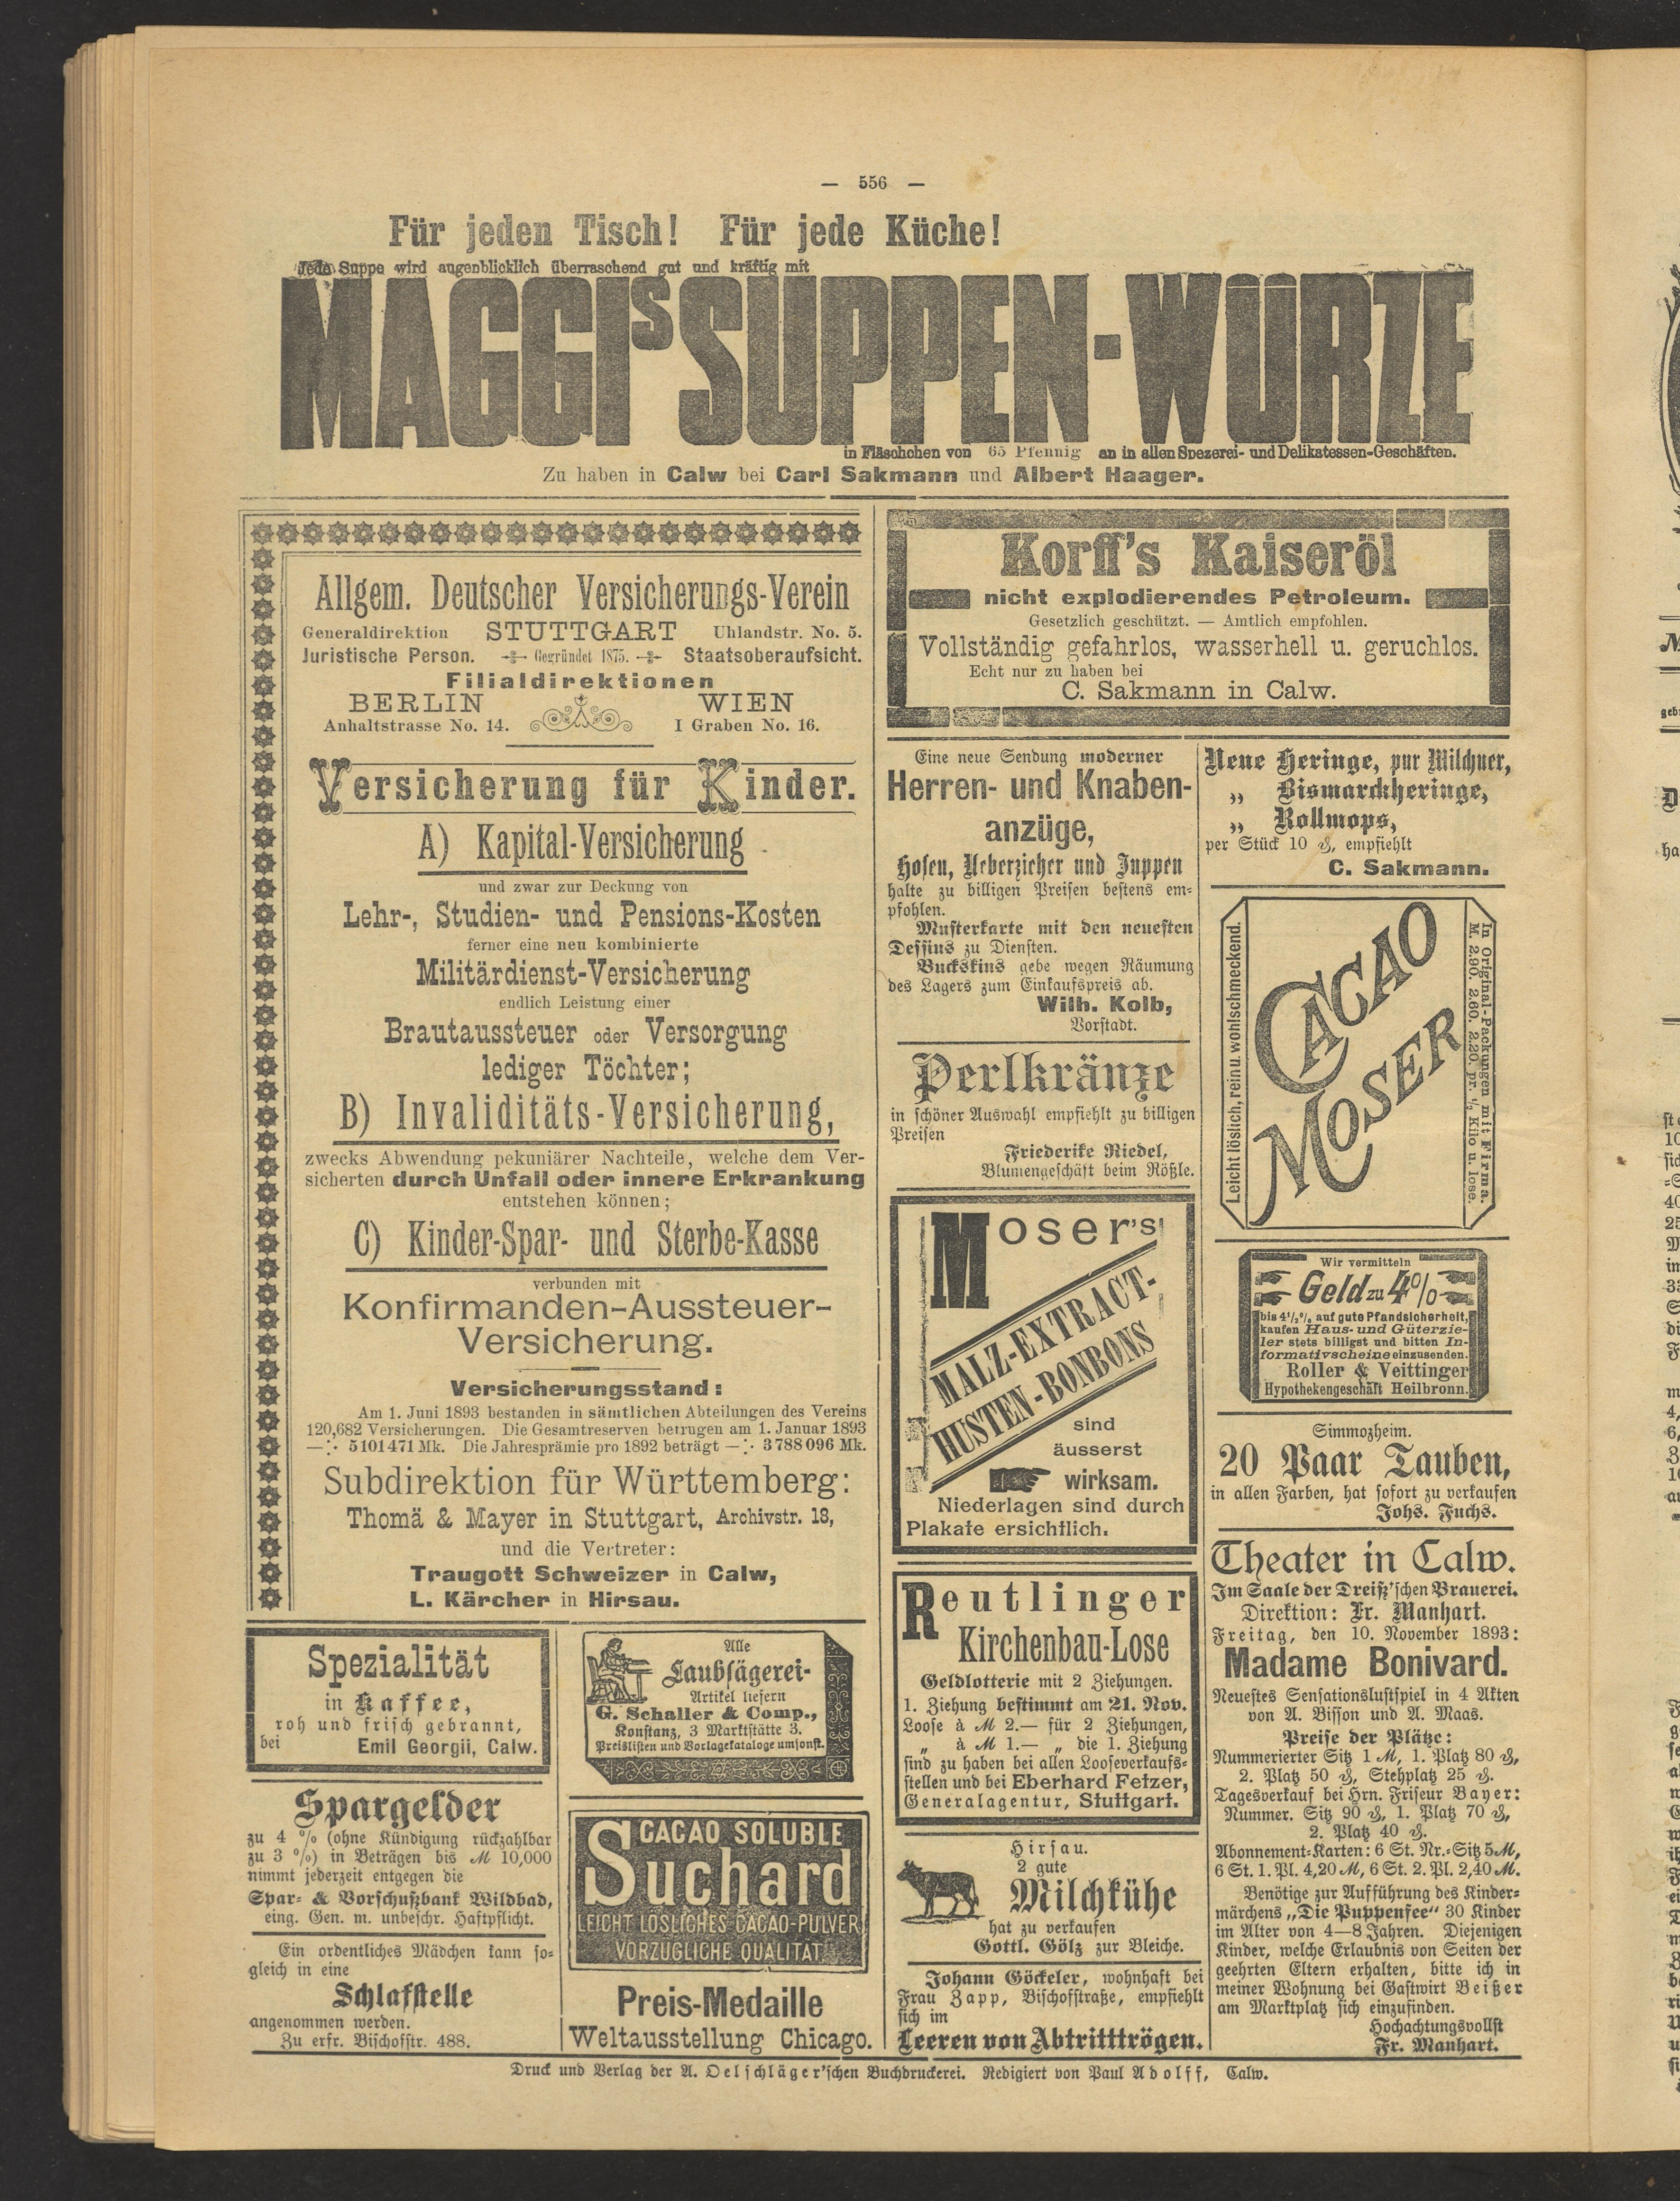 — 556 —
Für jeden Tisch! Für jede Küche!
Jede Suppe wird augenblicklich überraschend gut und kräftig mit
MAGGIs SUPPEN-WÜRZE
in Fläschchen von 65 Pfennig an in allen Spezerei- und Delikatessen-Geschäften.
Zu haben in Calw bei Carl Sakmann und Albert Haager.
Allgem. Deutscher Versicherungs-Verein
Generaldirektion STUTTGART Uhlandstr. No. 5.
Juristische Person. Gegründet 1875. Staatsoberaufsicht.
Filialdirektionen
BERLIN WIEN
Anhaltstrasse No. 14. I Graben No. 16.
Versicherung für Kinder.
A) Kapital-Versicherung
und zwar zur Deckung von
Lehr-, Studien- und Pensions-Kosten
ferner eine neu kombinierte
Militärdienst-Versicherung
endlich Leistung einer
Brautaussteuer oder Versorgung
lediger Töchter;
B) Invaliditäts-Versicherung,
zwecks Abwendung pekuniärer Nachteile, welche dem Ver-
sicherten durch Unfall oder innere Erkrankung
entstehen können;
C) Kinder-Spar- und Sterbe-Kasse
verbunden mit
Konfirmanden-Aussteuer-
Versicherung.
Versicherungsstand:
Am 1. Juni 1893 bestanden in sämtlichen Abteilungen des Vereins
120,682 Versicherungen. Die Gesamtreserven betrugen am 1. Januar 1893
—:· 5101471 Mk. Die Jahresprämie pro 1892 beträgt —:· 3788096 Mk.
Subdirektion für Württemberg:
Thomä & Mayer in Stuttgart, Archivstr. 18,
und die Vertreter:
Traugott Schweizer in Calw,
L. Kärcher in Hirsau.
Spezialität
in Kaffee,
roh und frisch gebrannt,
bei Emil Georgii, Calw.
Spargelder
zu 4 % (ohne Kündigung rückzahlbar
zu 3 %) in Beträgen bis ℳ 10,000
nimmt jederzeit entgegen die
Spar- & Vorschußbank Wildbad,
eing. Gen. m. unbeschr. Haftpflicht.
Ein ordentliches Mädchen kann so-
gleich in eine
Schlafstelle
angenommen werden.
Zu erfr. Bischofstr. 488.
Alle
Laubsägerei-
Artikel liefern
G. Schaller & Comp.,
Konstanz, 3 Marktstätte 3.
Preislisten und Vorlagekataloge umsonst.
CACAO SOLUBLE
Suchard
LEICHT LÖSLICHES CACAO-PULVER
VORZÜGLICHE QUALITÄT
Preis-Medaille
Weltausstellung Chicago.
Korff's Kaiseröl
nicht explodierendes Petroleum.
Gesetzlich geschützt. — Amtlich empfohlen.
Vollständig gefahrlos, wasserhell u. geruchlos.
Echt nur zu haben bei
C. Sakmann in Calw.
Eine neue Sendung moderner
Herren- und Knaben-
anzüge,
Hosen, Ueberzieher und Juppen
halte zu billigen Preisen bestens em-
pfohlen.
Musterkarte mit den neuesten
Dessins zu Diensten.
Buckskins gebe wegen Räumung
des Lagers zum Einkaufspreis ab.
Wilh. Kolb,
Vorstadt.
Perlkränze
in schöner Auswahl empfiehlt zu billigen
Preisen
Friederike Riedel,
Blumengeschäft beim Rößle.
Moser's
MALZ-EXTRACT-
HUSTEN-BONBONS
sind
äusserst
wirksam.
Niederlagen sind durch
Plakate ersichtlich.
Reutlinger
Kirchenbau-Lose
Geldlotterie mit 2 Ziehungen.
1. Ziehung bestimmt am 21. Nov.
Loose à ℳ 2.— für 2 Ziehungen,
„ à ℳ 1.— „ die 1. Ziehung
sind zu haben bei allen Looseverkaufs-
stellen und bei Eberhard Fetzer,
Generalagentur, Stuttgart.
Hirsau.
2 gute
Milchkühe
hat zu verkaufen
Gottl. Gölz zur Bleiche.
Johann Göckeler, wohnhaft bei
Frau Zapp, Bischofstraße, empfiehlt
sich im
Leeren von Abtritttrögen.
Neue Heringe, pur Milchner,
„ Bismarckheringe,
„ Rollmops,
per Stück 10 ₰, empfiehlt
C. Sakmann.
Leicht löslich, rein u. wohlschmeckend.
CACAO
MOSER
In Original-Packungen mit Firma.
M. 2.90. 2.60. 2.20. pr. 1/2 Kilo u. lose.
Wir vermitteln
Geld zu 4%
bis 4 1/2 % auf gute Pfandsicherheit,
kaufen Haus- und Güterzie-
ler stets billigst und bitten In-
formativscheine einzusenden.
Roller & Veittinger
Hypothekengeschäft Heilbronn.
Simmozheim.
20 Paar Tauben,
in allen Farben, hat sofort zu verkaufen
Johs. Fuchs.
Theater in Calw.
Im Saale der Dreiß'schen Brauerei.
Direktion: Fr. Manhart.
Freitag, den 10. November 1893:
Madame Bonivard.
Neuestes Sensationslustspiel in 4 Akten
von A. Bisson und A. Maas.
Preise der Plätze:
Nummerierter Sitz 1 ℳ, 1. Platz 80 ₰,
2. Platz 50 ₰, Stehplatz 25 ₰.
Tagesverkauf bei Hrn. Friseur Bayer:
Nummer. Sitz 90 ₰, 1. Platz 70 ₰,
2. Platz 40 ₰.
Abonnement-Karten: 6 St. Nr.-Sitz 5 ℳ,
6 St. 1. Pl. 4,20 ℳ, 6 St. 2. Pl. 2,40 ℳ.
Benötige zur Aufführung des Kinder-
märchens „Die Puppenfee“ 30 Kinder
im Alter von 4—8 Jahren. Diejenigen
Kinder, welche Erlaubnis von Seiten der
geehrten Eltern erhalten, bitte ich in
meiner Wohnung bei Gastwirt Beißer
am Marktplatz sich einzufinden.
Hochachtungsvollst
Fr. Manhart.
Druck und Verlag der A. Oelschläger'schen Buchdruckerei. Redigiert von Paul Adolff, Calw.